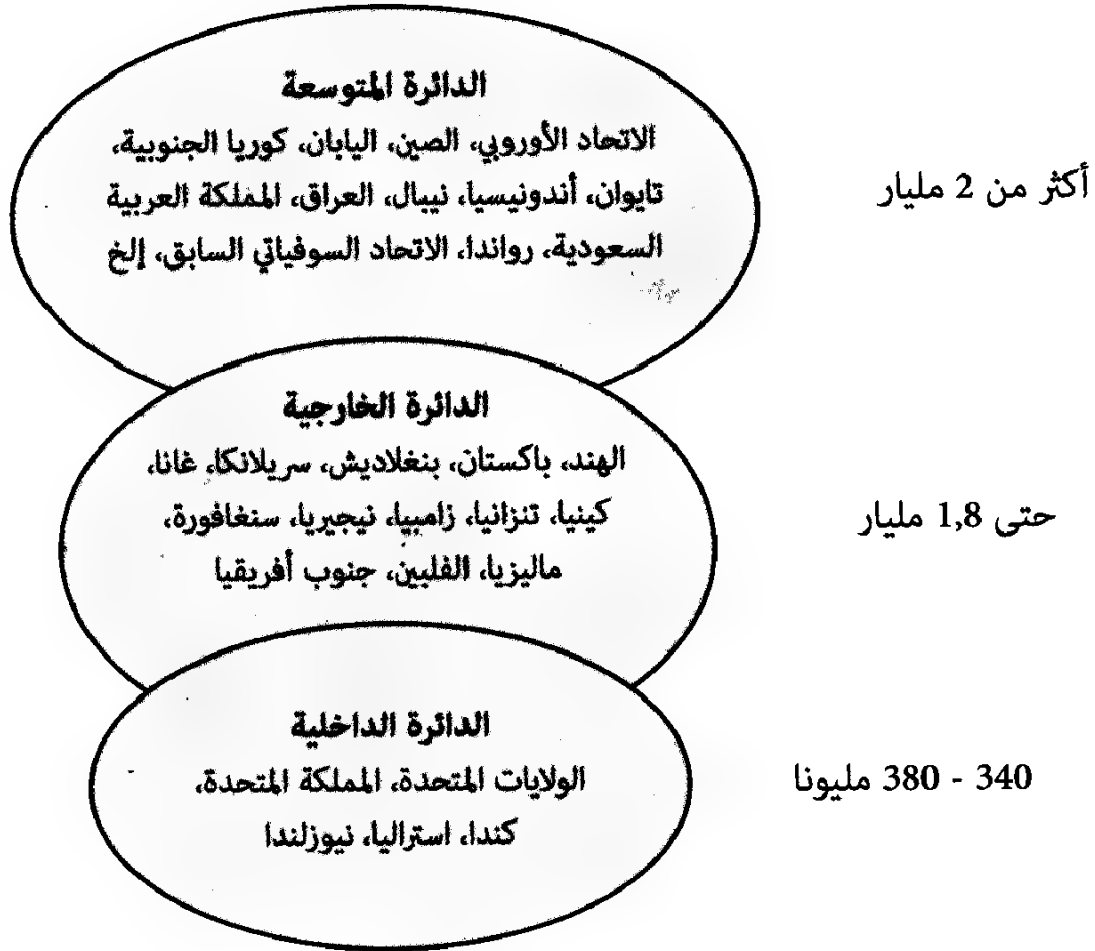 الدائرة المتوسعة
الاتحاد الأوروبي، الصين، اليابان، كوريا الجنوبية،
تايوان، أندونيسيا، نيبال، العراق، المملكة العربية
السعودية، رواندا، الاتحاد السوفياتي السابق، إلخ
أكثر من 2 مليار
الدائرة الخارجية
الهند، باكستان، بنغلاديش، سريلانكا، غانا،
كينيا، تنزانيا، زامبيا، نيجيريا، سنغافورة،
ماليزيا، الفلبين، جنوب أفريقيا
حتى 1,8 مليار
الدائرة الداخلية
الولايات المتحدة، المملكة المتحدة،
كندا، استراليا، نيوزلندا
340 - 380 مليونا